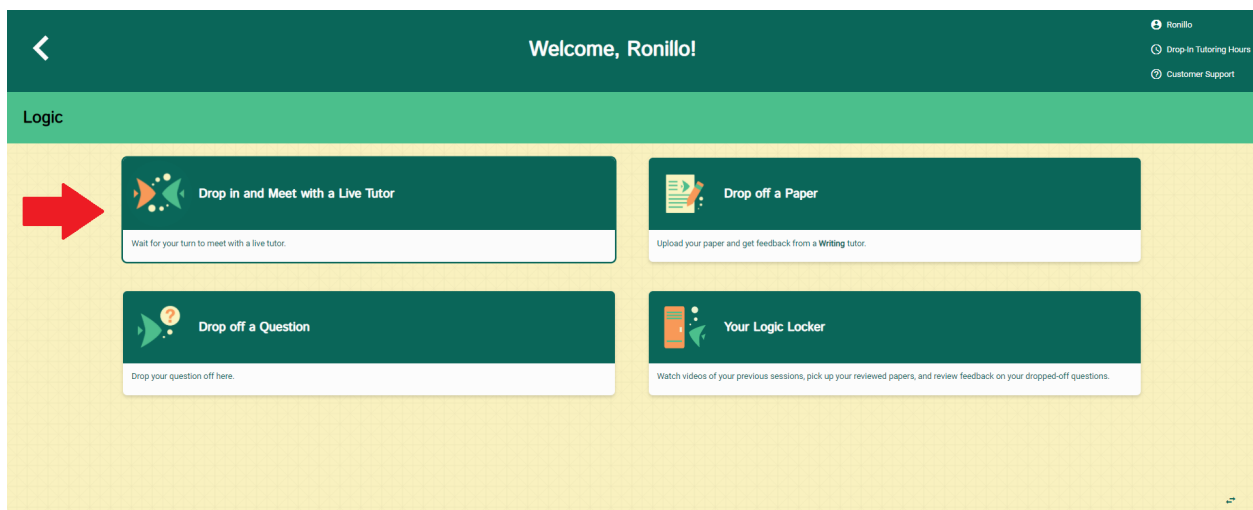 Welcome, Ronillo!
Ronillo
Drop-In Tutoring Hours
Customer Support
Logic
Drop in and Meet with a Live Tutor
Wait for your turn to meet with a live tutor.
Drop off a Paper
Upload your paper and get feedback from a Writing tutor.
?
Drop off a Question
Drop your question off here.
Your Logic Locker
Watch videos of your previous sessions, pick up your reviewed papers, and review feedback on your dropped-off questions.